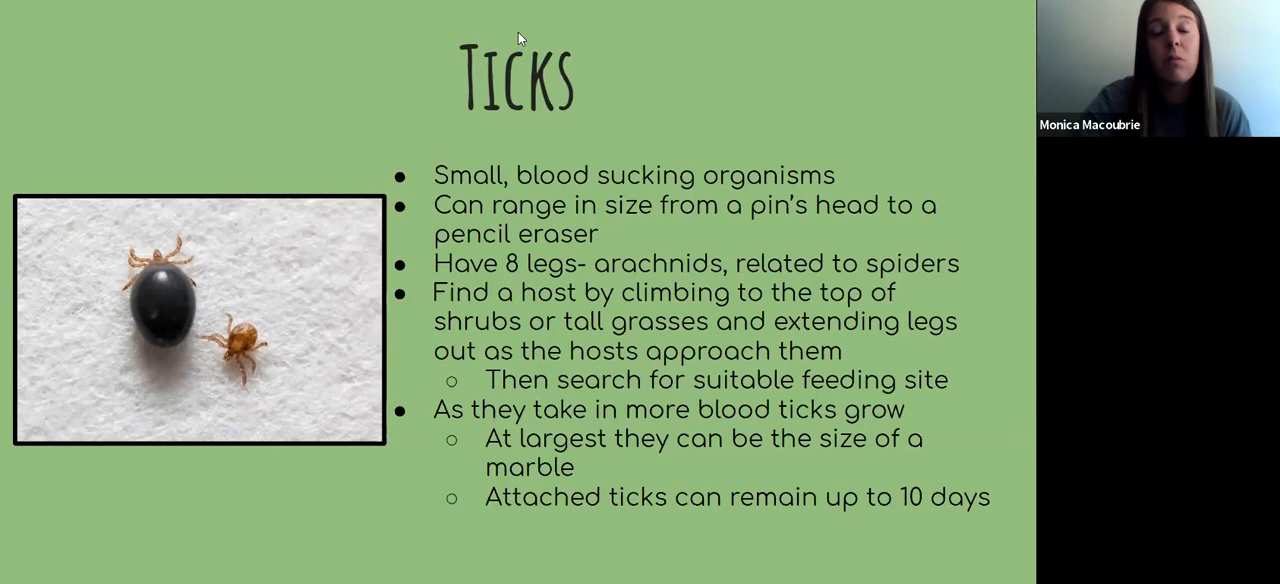 Ticks
Monica Macoubrie
● Small, blood sucking organisms
● Can range in size from a pin's head to a
pencil eraser
● Have 8 legs- arachnids, related to spiders
● Find a host by climbing to the top of
shrubs or tall grasses and extending legs
out as the hosts approach them
○ Then search for suitable feeding site
● As they take in more blood ticks grow
○ At largest they can be the size of a
marble
○ Attached ticks can remain up to 10 days